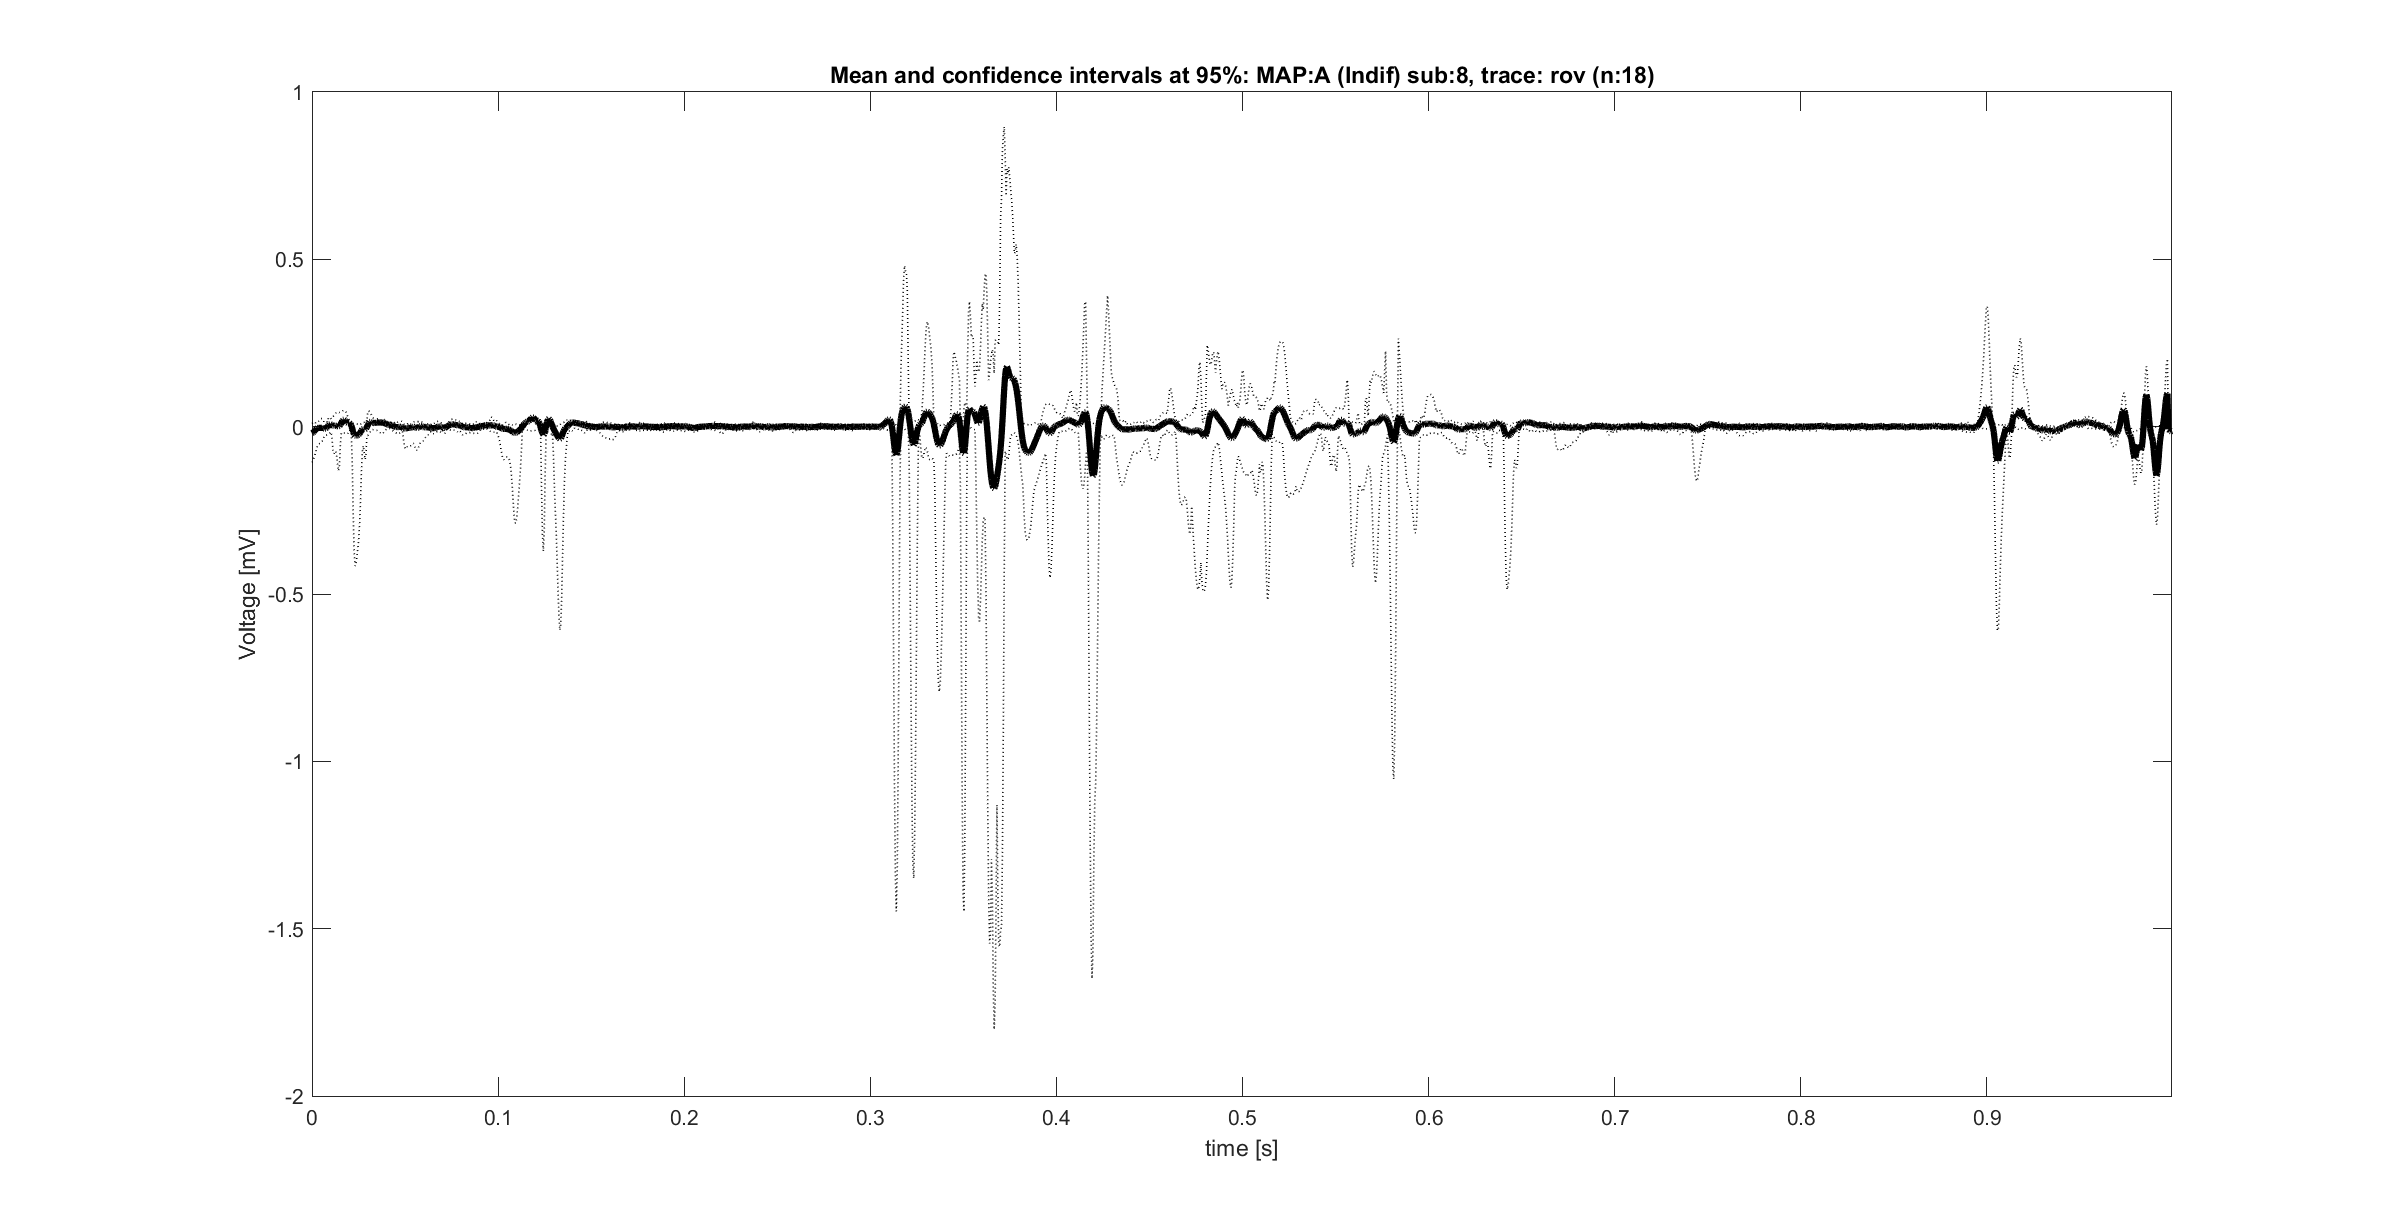 Mean and confidence intervals at 95%: MAP:A (Indif) sub:8, trace: rov (n:18)
1
0.5
0
-0.5
-1
-1.5
-2
Voltage [mV]
0 0.1 0.2 0.3 0.4 0.5 0.6 0.7 0.8 0.9
time [s]